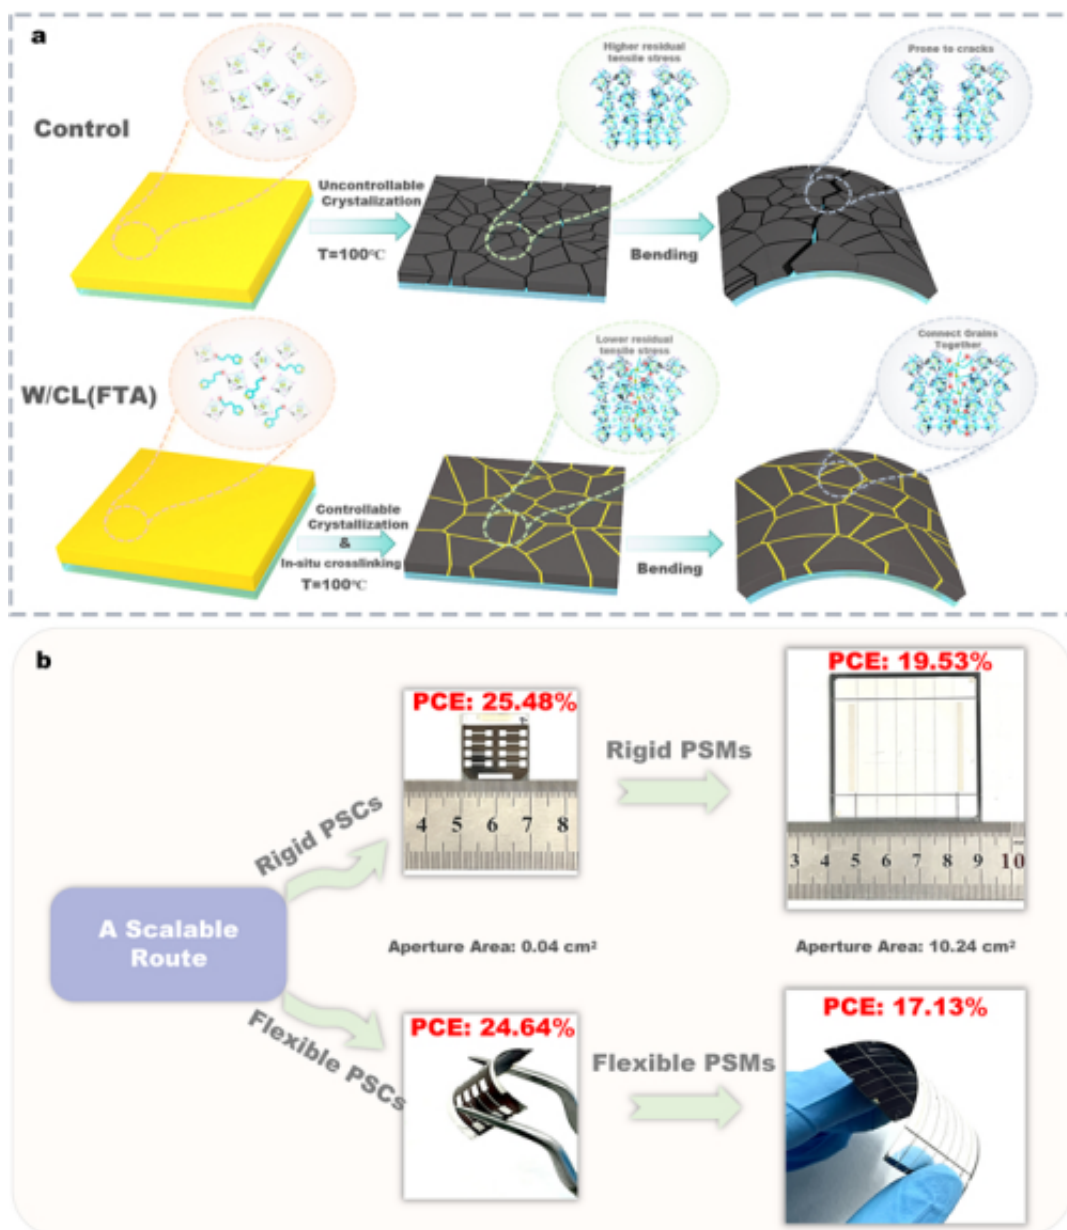 a
Control
Uncontrollable
Crystallization
T=100℃
Higher residual
tensile stress
Bending
Prone to cracks
W/CL(FTA)
Controllable
Crystallization
&
In-situ crosslinking
T=100℃
Lower residual
tensile stress
Bending
Connect Grains
Together
b
A Scalable
Route
Rigid PSCs
PCE: 25.48%
4 5 6 7 8
Rigid PSMs
PCE: 19.53%
3 4 5 6 7 8 9 10
Aperture Area: 0.04 cm²
Aperture Area: 10.24 cm²
Flexible PSCs
PCE: 24.64%
Flexible PSMs
PCE: 17.13%